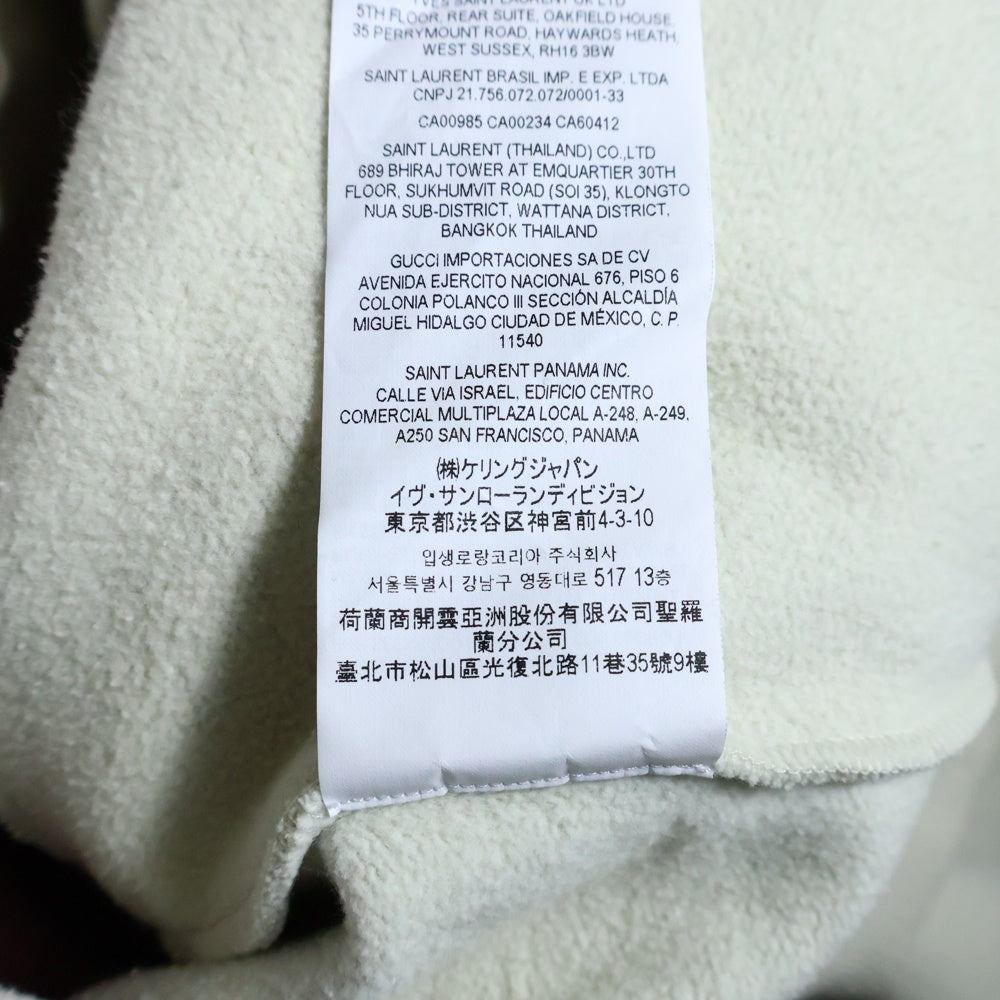 YVES SAINT LAURENT UK LTD
5TH FLOOR, REAR SUITE, OAKFIELD HOUSE,
35 PERRYMOUNT ROAD, HAYWARDS HEATH,
WEST SUSSEX, RH16 3BW
SAINT LAURENT BRASIL IMP. E EXP. LTDA
CNPJ 21.756.072.072/0001-33
CA00985 CA00234 CA60412
SAINT LAURENT (THAILAND) CO.,LTD
689 BHIRAJ TOWER AT EMQUARTIER 30TH
FLOOR, SUKHUMVIT ROAD (SOI 35), KLONGTO
NUA SUB-DISTRICT, WATTANA DISTRICT,
BANGKOK THAILAND
GUCCI IMPORTACIONES SA DE CV
AVENIDA EJERCITO NACIONAL 676, PISO 6
COLONIA POLANCO III SECCIÓN ALCALDÍA
MIGUEL HIDALGO CIUDAD DE MÉXICO, C. P.
11540
SAINT LAURENT PANAMA INC.
CALLE VIA ISRAEL, EDIFICIO CENTRO
COMERCIAL MULTIPLAZA LOCAL A-248, A-249,
A250 SAN FRANCISCO, PANAMA
(株)ケリングジャパン
イヴ・サンローランディビジョン
東京都渋谷区神宮前4-3-10
입생로랑코리아 주식회사
서울특별시 강남구 영동대로 517 13층
荷蘭商開雲亞洲股份有限公司聖羅
蘭分公司
臺北市松山區光復北路11巷35號9樓